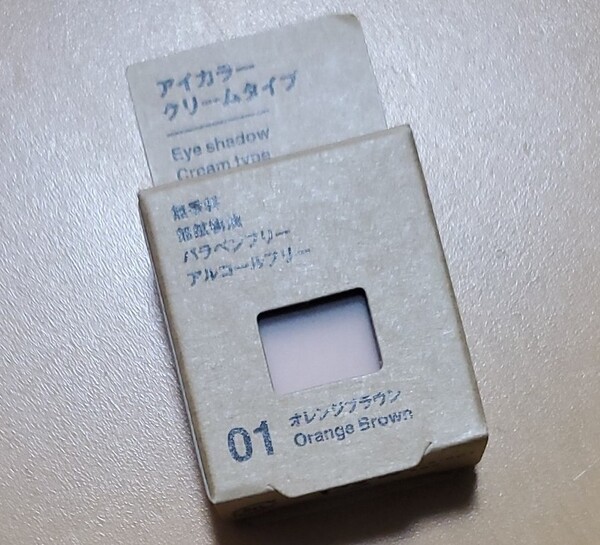 アイカラー
クリームタイプ
Eye shadow
Cream type
無香料
無鉱物油
パラベンフリー
アルコールフリー
01
オレンジブラウン
Orange Brown